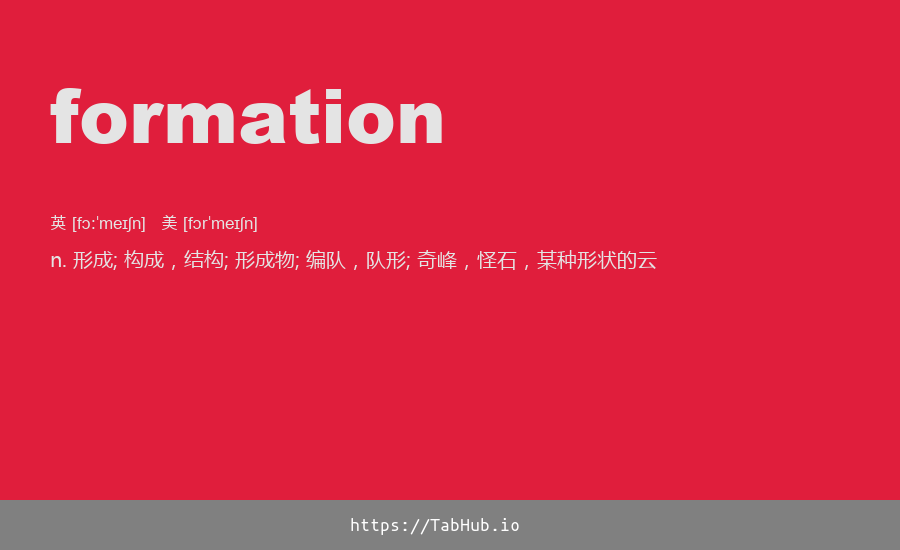 formation
英 [fɔːˈmeɪʃn] 美 [fɔrˈmeɪʃn]
n. 形成; 构成，结构; 形成物; 编队，队形; 奇峰，怪石，某种形状的云
https://TabHub.io